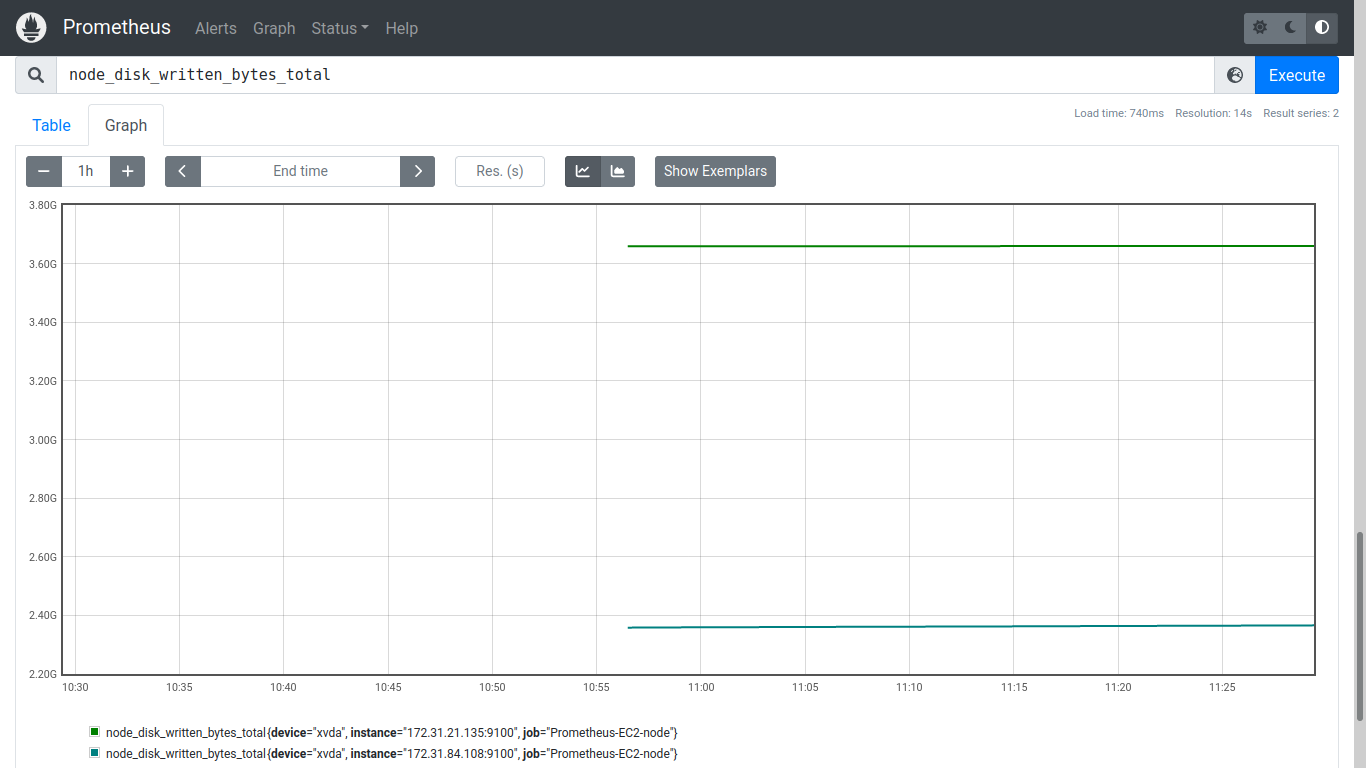 Prometheus Alerts Graph Status Help
node_disk_written_bytes_total Execute
Table Graph Load time: 740ms Resolution: 14s Result series: 2
1h End time Res. (s) Show Exemplars
3.80G
3.60G
3.40G
3.20G
3.00G
2.80G
2.60G
2.40G
2.20G
10:30 10:35 10:40 10:45 10:50 10:55 11:00 11:05 11:10 11:15 11:20 11:25
node_disk_written_bytes_total{device="xvda", instance="172.31.21.135:9100", job="Prometheus-EC2-node"}
node_disk_written_bytes_total{device="xvda", instance="172.31.84.108:9100", job="Prometheus-EC2-node"}